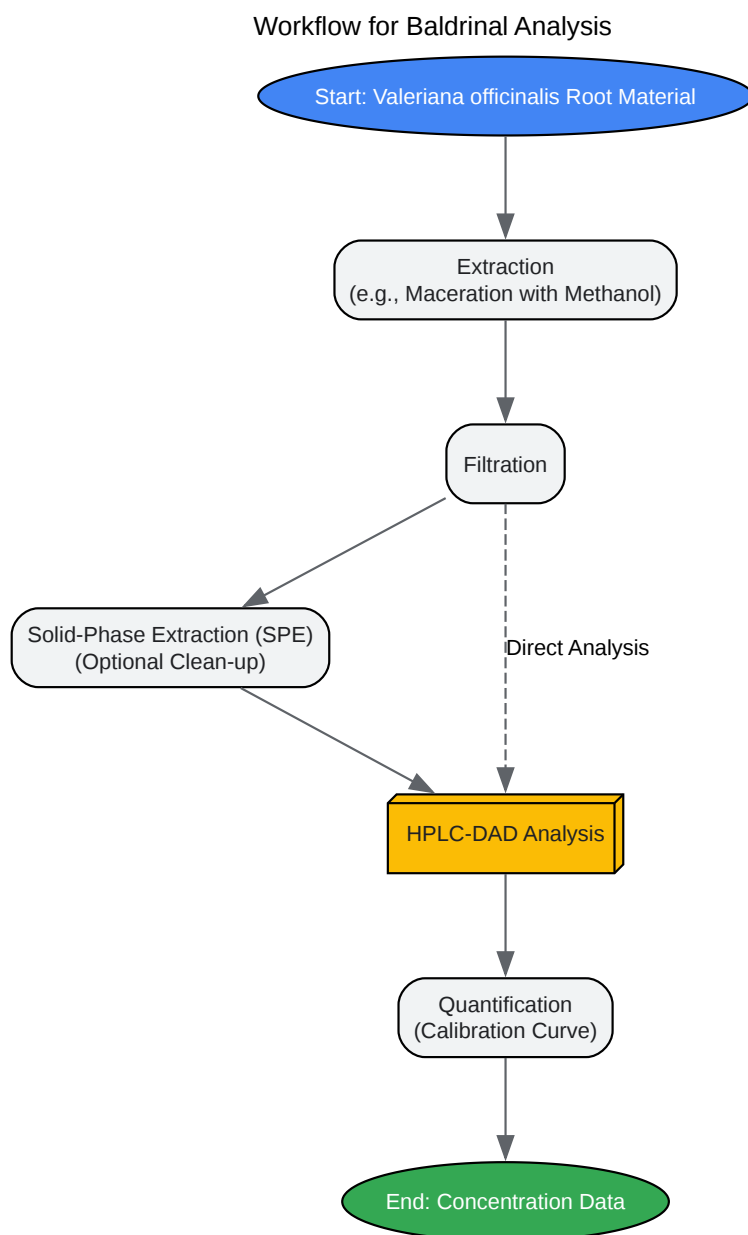 Workflow for Baldrinal Analysis
Start: Valeriana officinalis Root Material
Extraction
(e.g., Maceration with Methanol)
Filtration
Solid-Phase Extraction (SPE)
(Optional Clean-up)
Direct Analysis
HPLC-DAD Analysis
Quantification
(Calibration Curve)
End: Concentration Data